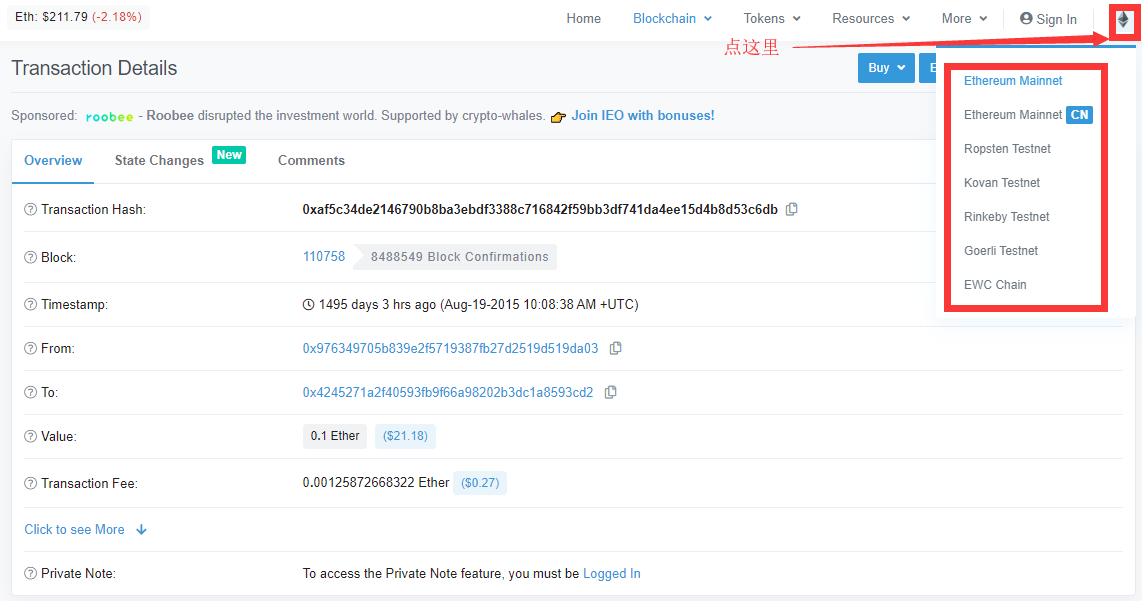 Eth: $211.79 (-2.18%)
Home Blockchain Tokens Resources More Sign In
点这里
Transaction Details
Buy
Sponsored: roobee - Roobee disrupted the investment world. Supported by crypto-whales. 👉 Join IEO with bonuses!
Ethereum Mainnet
Ethereum Mainnet CN
Ropsten Testnet
Kovan Testnet
Rinkeby Testnet
Goerli Testnet
EWC Chain
Overview State Changes New Comments
Transaction Hash: 0xaf5c34de2146790b8ba3ebdf3388c716842f59bb3df741da4ee15d4b8d53c6db
Block: 110758 8488549 Block Confirmations
Timestamp: 1495 days 3 hrs ago (Aug-19-2015 10:08:38 AM +UTC)
From: 0x976349705b839e2f5719387fb27d2519d519da03
To: 0x4245271a2f40593fb9f66a98202b3dc1a8593cd2
Value: 0.1 Ether ($21.18)
Transaction Fee: 0.00125872668322 Ether ($0.27)
Click to see More
Private Note: To access the Private Note feature, you must be Logged In